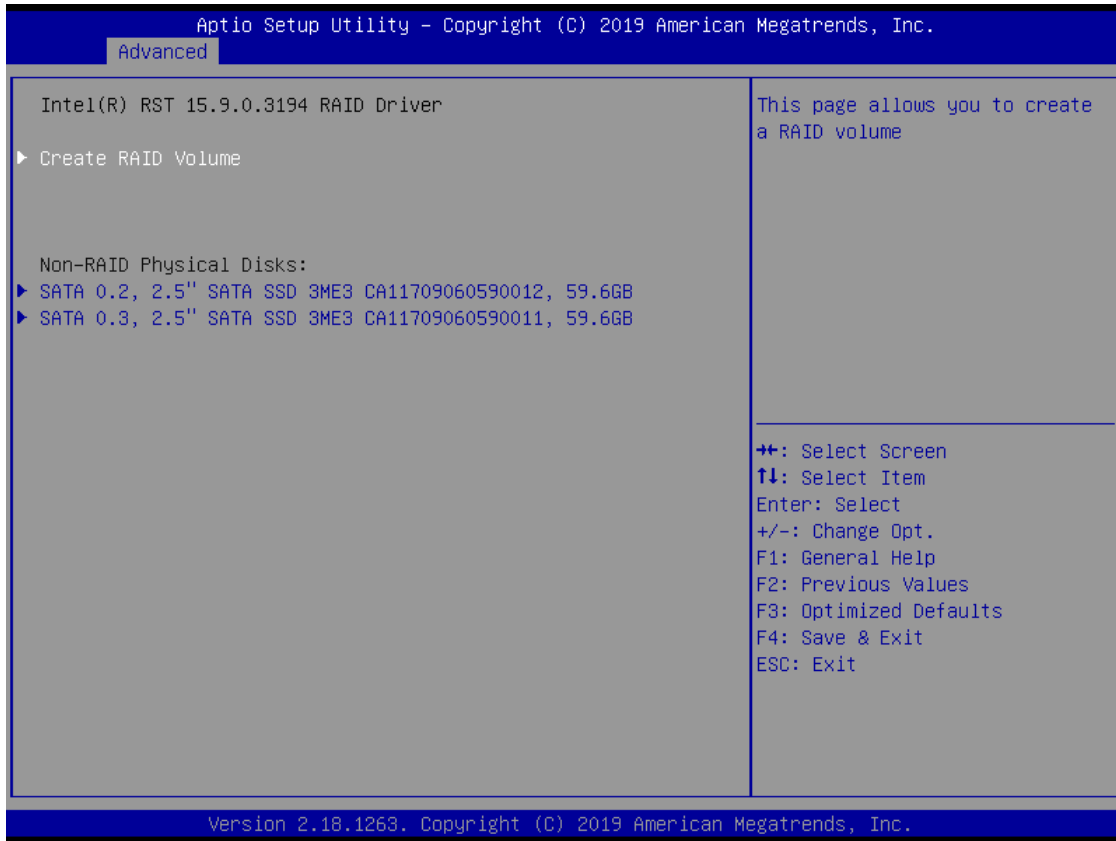 Aptio Setup Utility – Copyright (C) 2019 American Megatrends, Inc.
Advanced
Intel(R) RST 15.9.0.3194 RAID Driver
▶ Create RAID Volume
Non-RAID Physical Disks:
▶ SATA 0.2, 2.5" SATA SSD 3ME3 CA11709060590012, 59.6GB
▶ SATA 0.3, 2.5" SATA SSD 3ME3 CA11709060590011, 59.6GB
This page allows you to create
a RAID volume
→←: Select Screen
↑↓: Select Item
Enter: Select
+/-: Change Opt.
F1: General Help
F2: Previous Values
F3: Optimized Defaults
F4: Save & Exit
ESC: Exit
Version 2.18.1263. Copyright (C) 2019 American Megatrends, Inc.